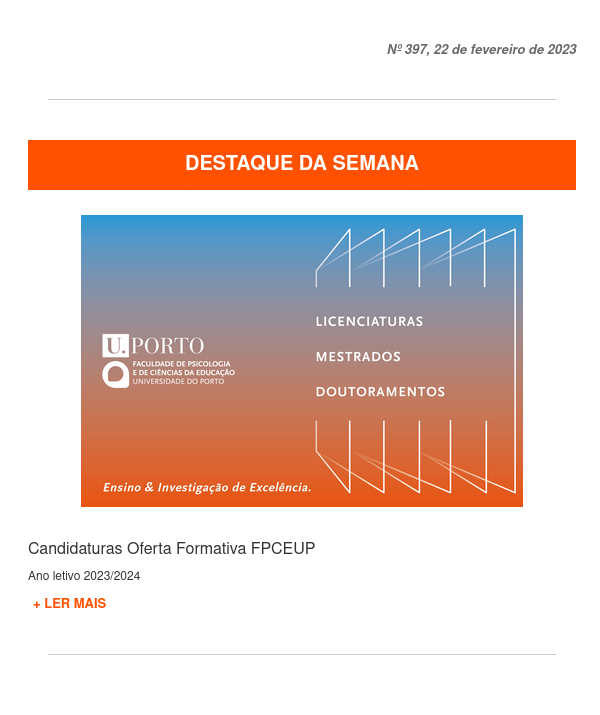 Nº 397, 22 de fevereiro de 2023
DESTAQUE DA SEMANA
LICENCIATURAS
MESTRADOS
DOUTORAMENTOS
U.PORTO
FACULDADE DE PSICOLOGIA
E DE CIÊNCIAS DA EDUCAÇÃO
UNIVERSIDADE DO PORTO
Ensino & Investigação de Excelência.
Candidaturas Oferta Formativa FPCEUP
Ano letivo 2023/2024
+ LER MAIS